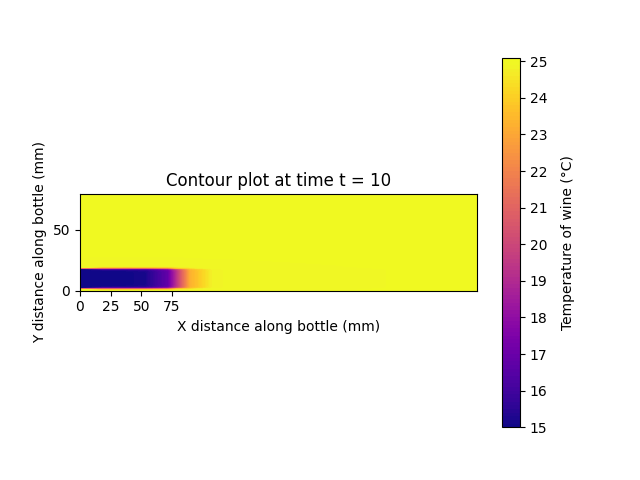 Contour plot at time t = 10
Y distance along bottle (mm)
50
0
0 25 50 75
X distance along bottle (mm)
25
24
23
22
21
20
19
18
17
16
15
Temperature of wine (°C)